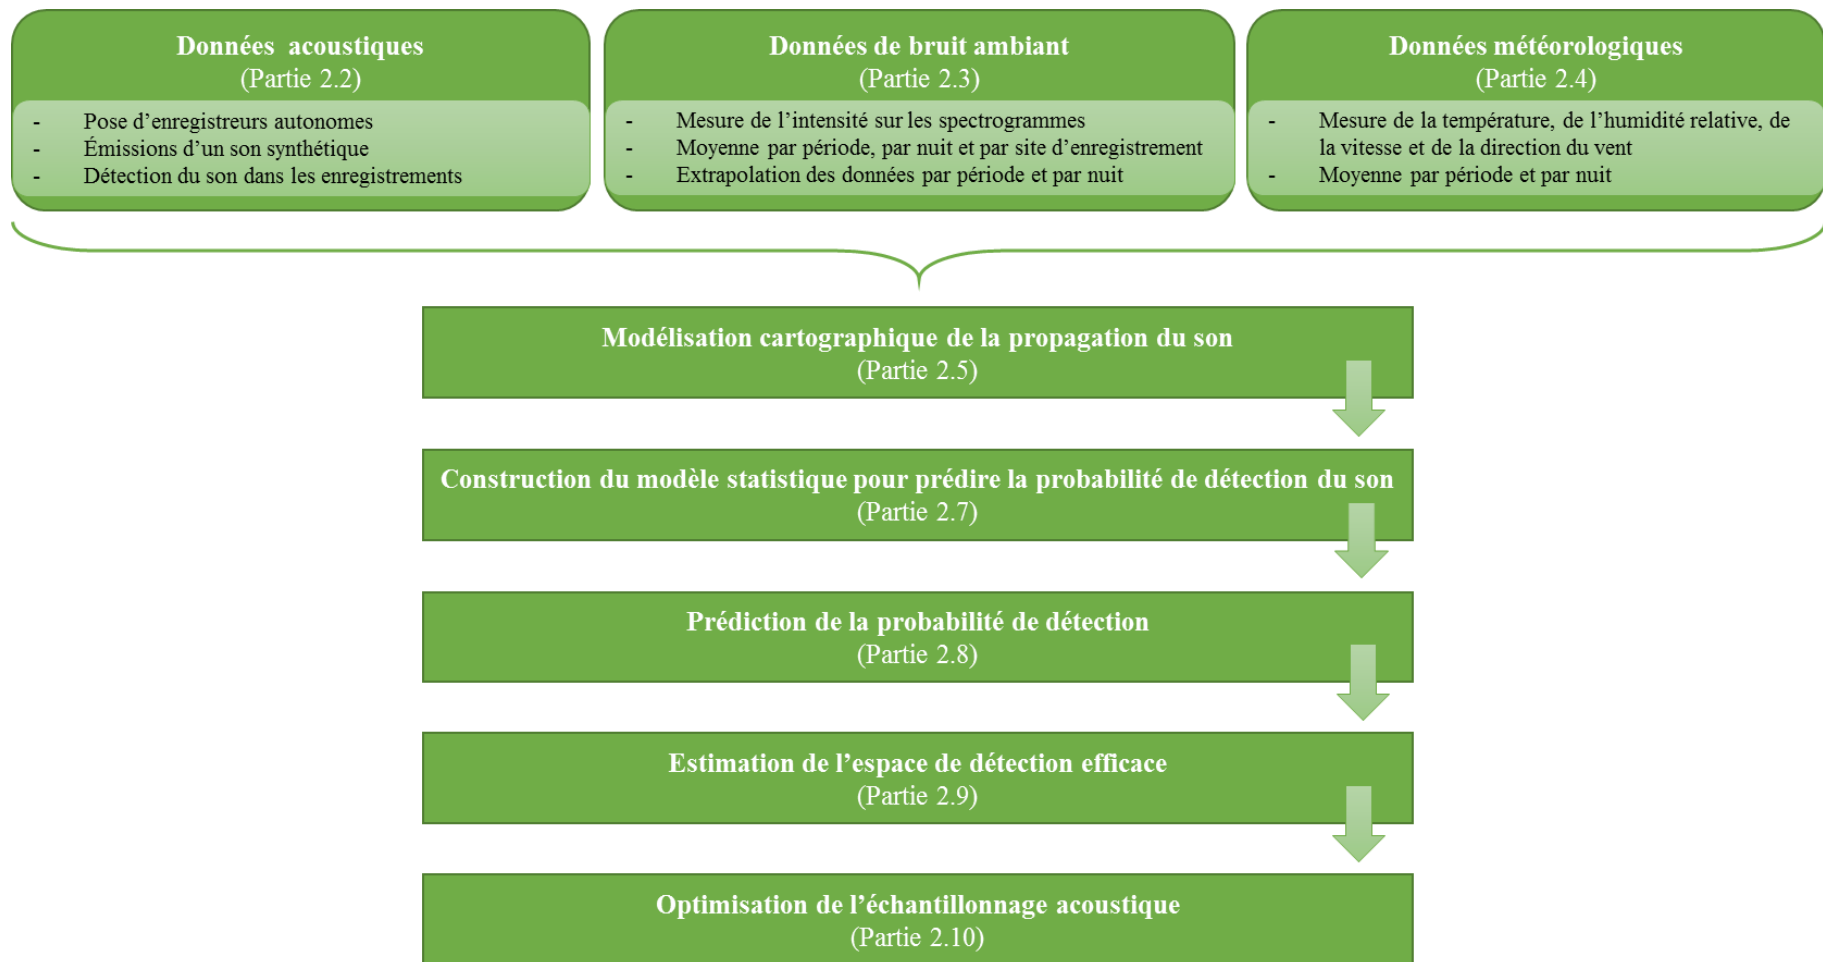 Données acoustiques
(Partie 2.2)
- Pose d’enregistreurs autonomes
- Émissions d’un son synthétique
- Détection du son dans les enregistrements
Données de bruit ambiant
(Partie 2.3)
- Mesure de l’intensité sur les spectrogrammes
- Moyenne par période, par nuit et par site d’enregistrement
- Extrapolation des données par période et par nuit
Données météorologiques
(Partie 2.4)
- Mesure de la température, de l’humidité relative, de
la vitesse et de la direction du vent
- Moyenne par période et par nuit
Modélisation cartographique de la propagation du son
(Partie 2.5)
Construction du modèle statistique pour prédire la probabilité de détection du son
(Partie 2.7)
Prédiction de la probabilité de détection
(Partie 2.8)
Estimation de l’espace de détection efficace
(Partie 2.9)
Optimisation de l’échantillonnage acoustique
(Partie 2.10)